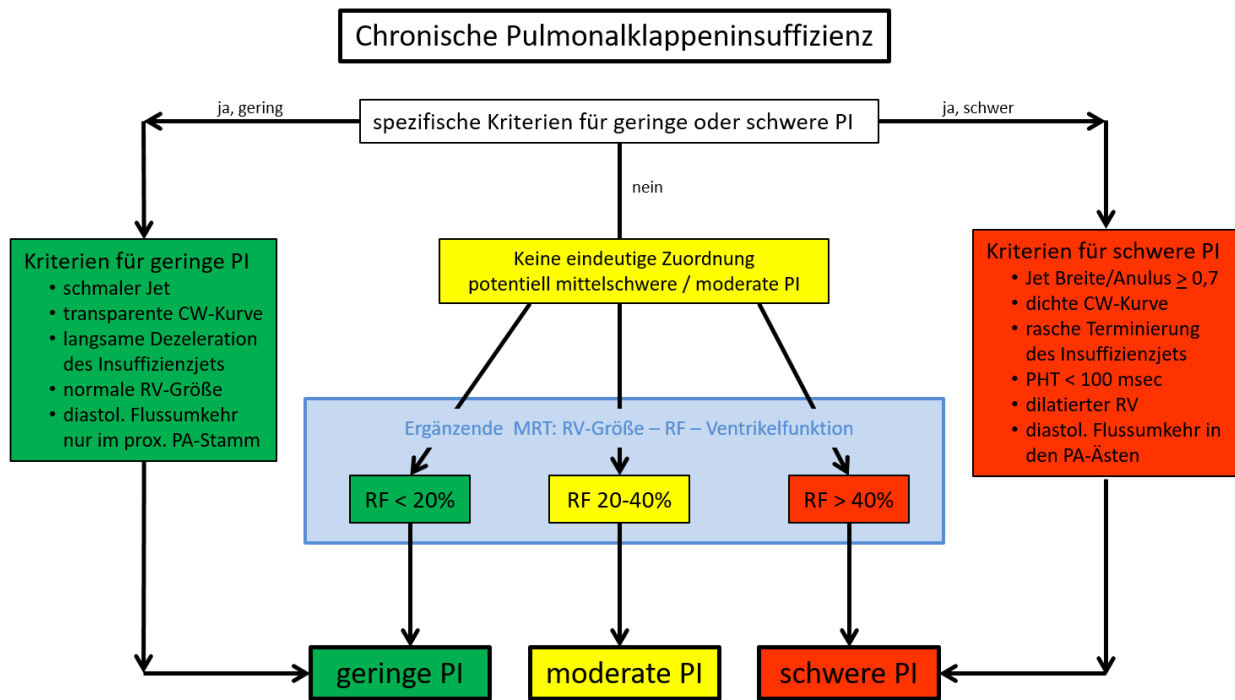 Chronische Pulmonalklappeninsuffizienz
ja, gering
spezifische Kriterien für geringe oder schwere PI
ja, schwer
nein
Kriterien für geringe PI
• schmaler Jet
• transparente CW-Kurve
• langsame Dezeleration
des Insuffizienzjets
• normale RV-Größe
• diastol. Flussumkehr
nur im prox. PA-Stamm
Keine eindeutige Zuordnung
potentiell mittelschwere / moderate PI
Kriterien für schwere PI
• Jet Breite/Anulus ≥ 0,7
• dichte CW-Kurve
• rasche Terminierung
des Insuffizienzjets
• PHT < 100 msec
• dilatierter RV
• diastol. Flussumkehr in
den PA-Ästen
Ergänzende MRT: RV-Größe – RF – Ventrikelfunktion
RF < 20%
RF 20-40%
RF > 40%
geringe PI
moderate PI
schwere PI